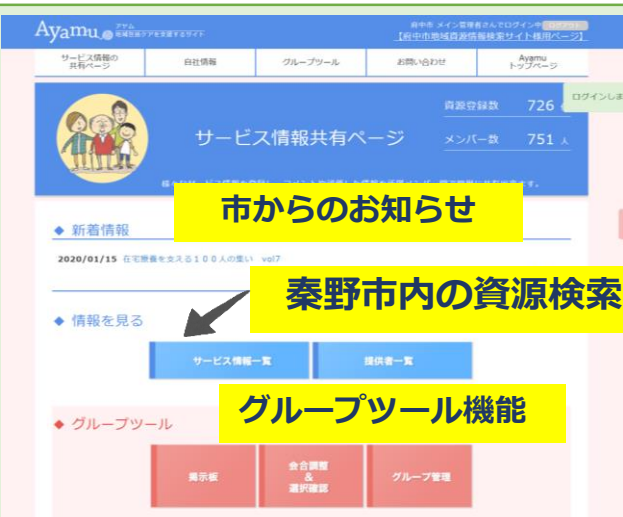 Ayamu アヤム
地域包括ケアを支援するサイト
府中市 メイン管理者さんでログイン中 ログアウト
【府中市地域資源情報検索サイト様用ページ】
サービス情報の
共有ページ
自社情報
グループツール
お問い合わせ
Ayamu
トップページ
ログインしま
資源登録数 726
サービス情報共有ページ
メンバー数 751 人
市からのお知らせ
◆ 新着情報
2020/01/15 在宅療養を支える100人の集い vol7
秦野市内の資源検索
◆ 情報を見る
サービス情報一覧
提供者一覧
グループツール機能
◆ グループツール
掲示板
会合調整
&
選択確認
グループ管理